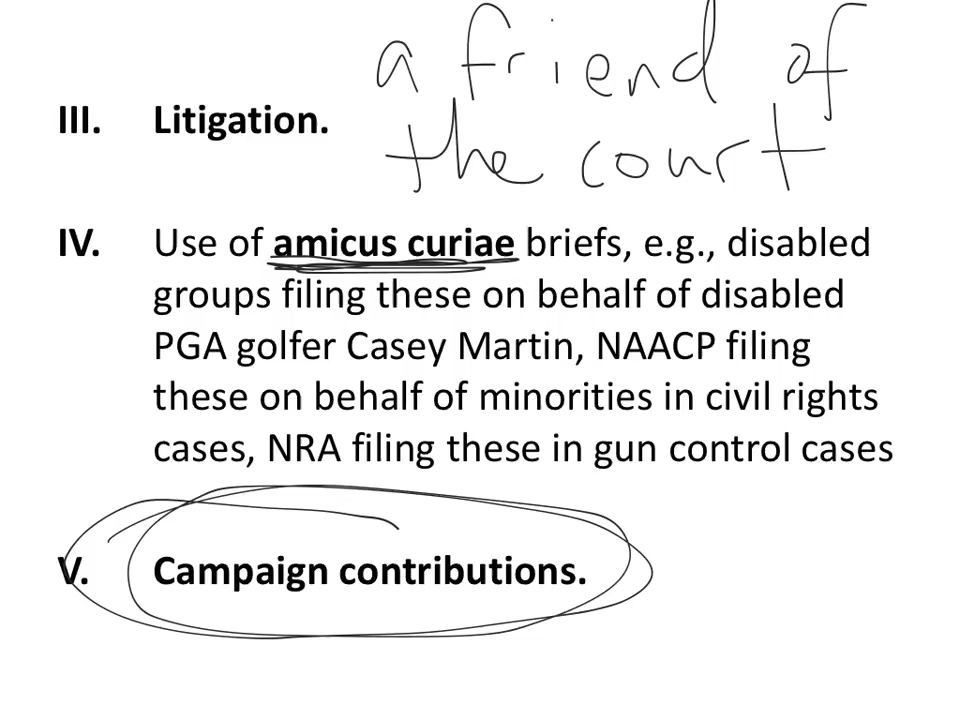 a friend of
the court
III. Litigation.
IV. Use of amicus curiae briefs, e.g., disabled
groups filing these on behalf of disabled
PGA golfer Casey Martin, NAACP filing
these on behalf of minorities in civil rights
cases, NRA filing these in gun control cases
V. Campaign contributions.